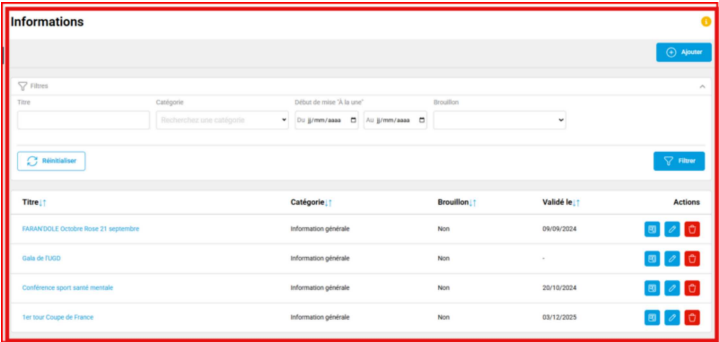 Informations
Ajouter
Filtres
Titre Catégorie Début de mise "À la une" Brouillon
Recherchez une catégorie Du jj/mm/aaaa Au jj/mm/aaaa
Réinitialiser Filtrer
Titre Catégorie Brouillon Validé le Actions
FARAN'DOLE Octobre Rose 21 septembre Information générale Non 09/09/2024
Gala de l'UGD Information générale Non -
Conférence sport santé mentale Information générale Non 20/10/2024
1er tour Coupe de France Information générale Non 03/12/2025